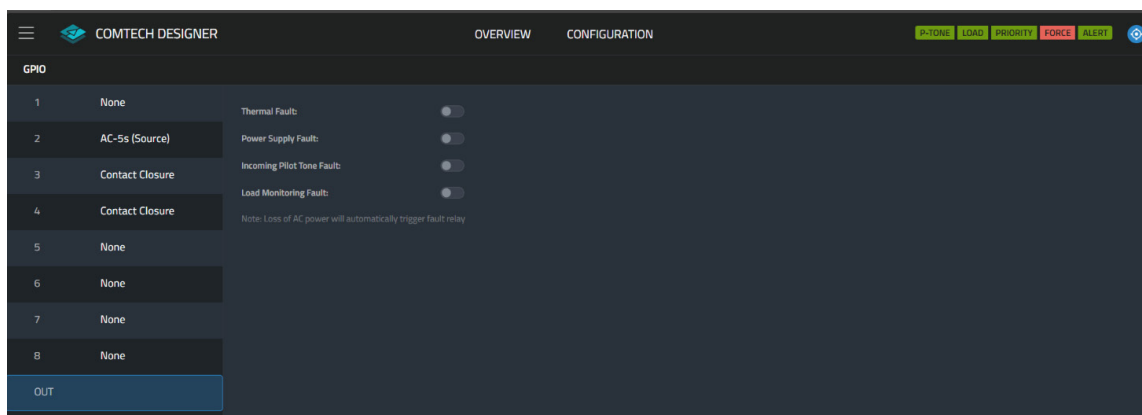 COMTECH DESIGNER OVERVIEW CONFIGURATION P-TONE LOAD PRIORITY FORCE ALERT
GPIO
1 None
2 AC-5s (Source)
3 Contact Closure
4 Contact Closure
5 None
6 None
7 None
8 None
OUT
Thermal Fault:
Power Supply Fault:
Incoming Pilot Tone Fault:
Load Monitoring Fault:
Note: Loss of AC power will automatically trigger fault relay